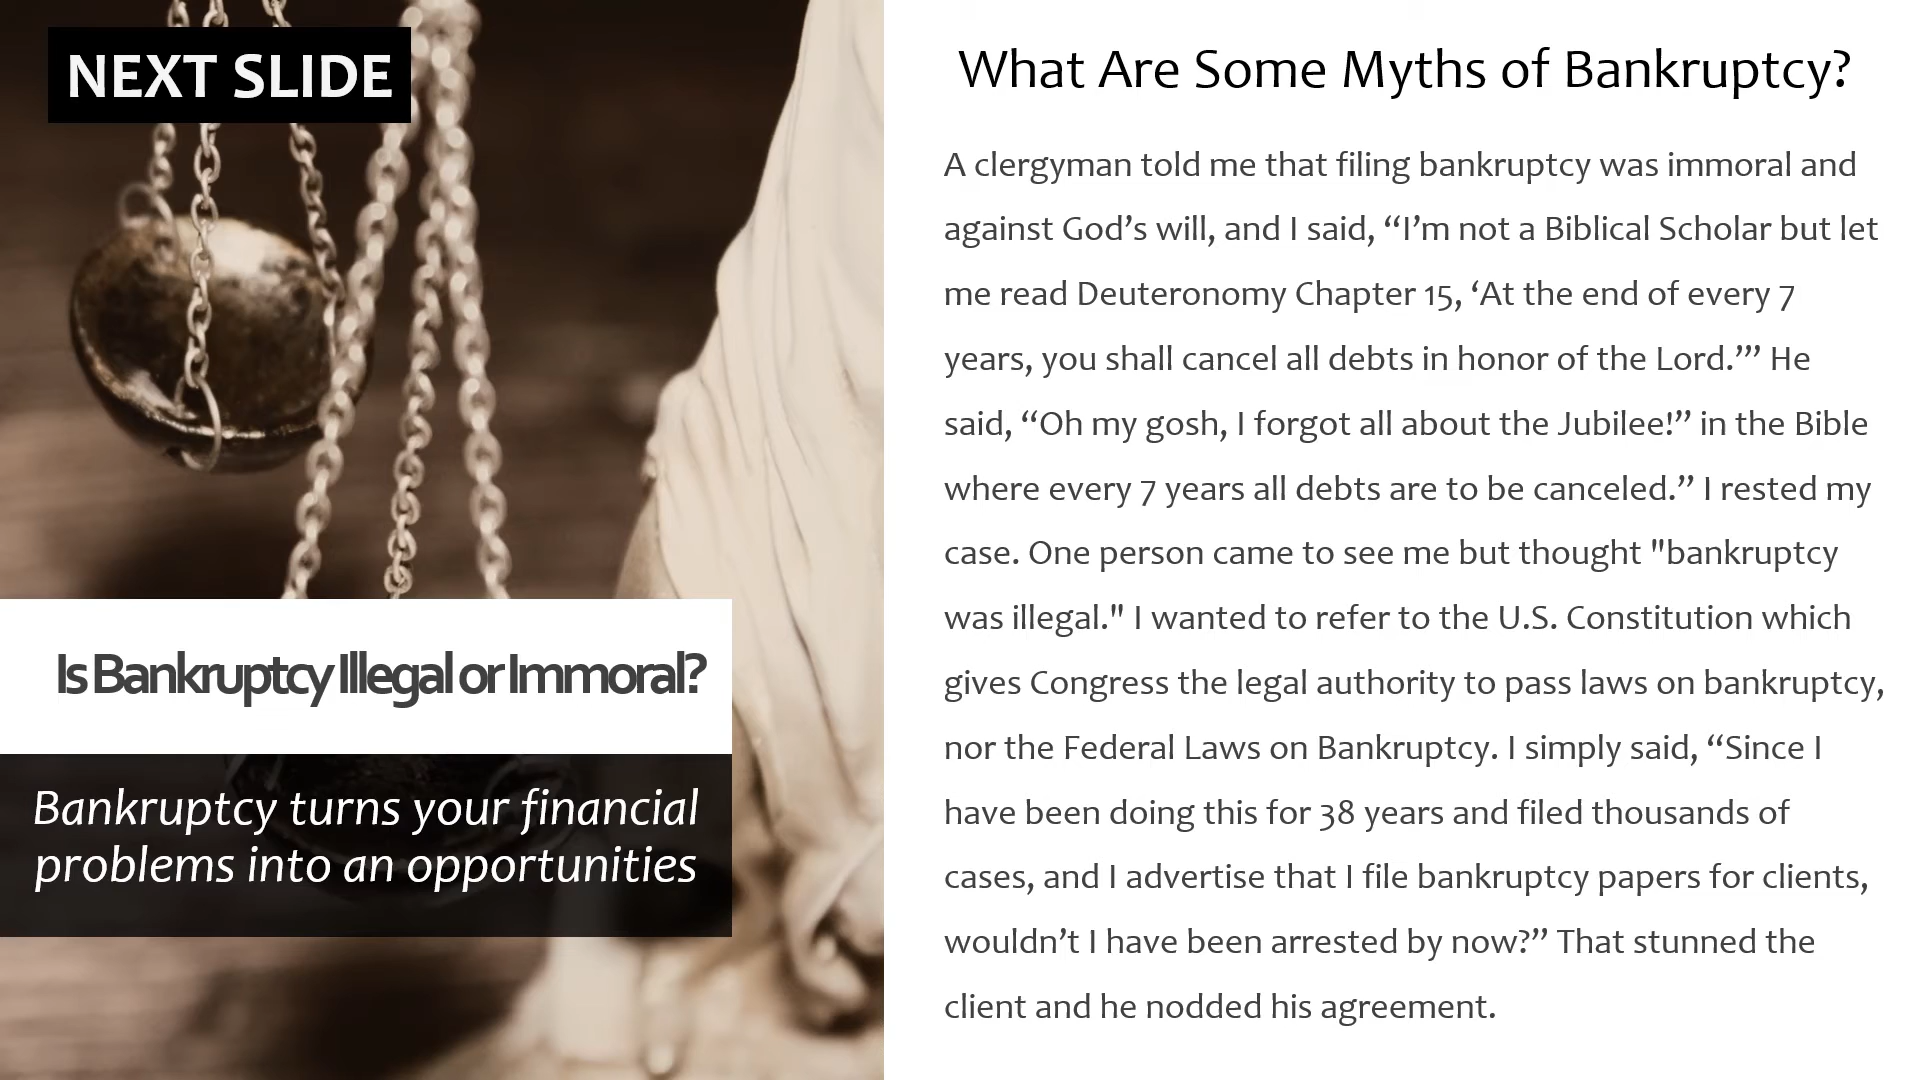 NEXT SLIDE
Is Bankruptcy Illegal or Immoral?
Bankruptcy turns your financial
problems into an opportunities
What Are Some Myths of Bankruptcy?
A clergyman told me that filing bankruptcy was immoral and
against God’s will, and I said, “I’m not a Biblical Scholar but let
me read Deuteronomy Chapter 15, ‘At the end of every 7
years, you shall cancel all debts in honor of the Lord.’” He
said, “Oh my gosh, I forgot all about the Jubilee!” in the Bible
where every 7 years all debts are to be canceled.” I rested my
case. One person came to see me but thought "bankruptcy
was illegal." I wanted to refer to the U.S. Constitution which
gives Congress the legal authority to pass laws on bankruptcy,
nor the Federal Laws on Bankruptcy. I simply said, “Since I
have been doing this for 38 years and filed thousands of
cases, and I advertise that I file bankruptcy papers for clients,
wouldn’t I have been arrested by now?” That stunned the
client and he nodded his agreement.